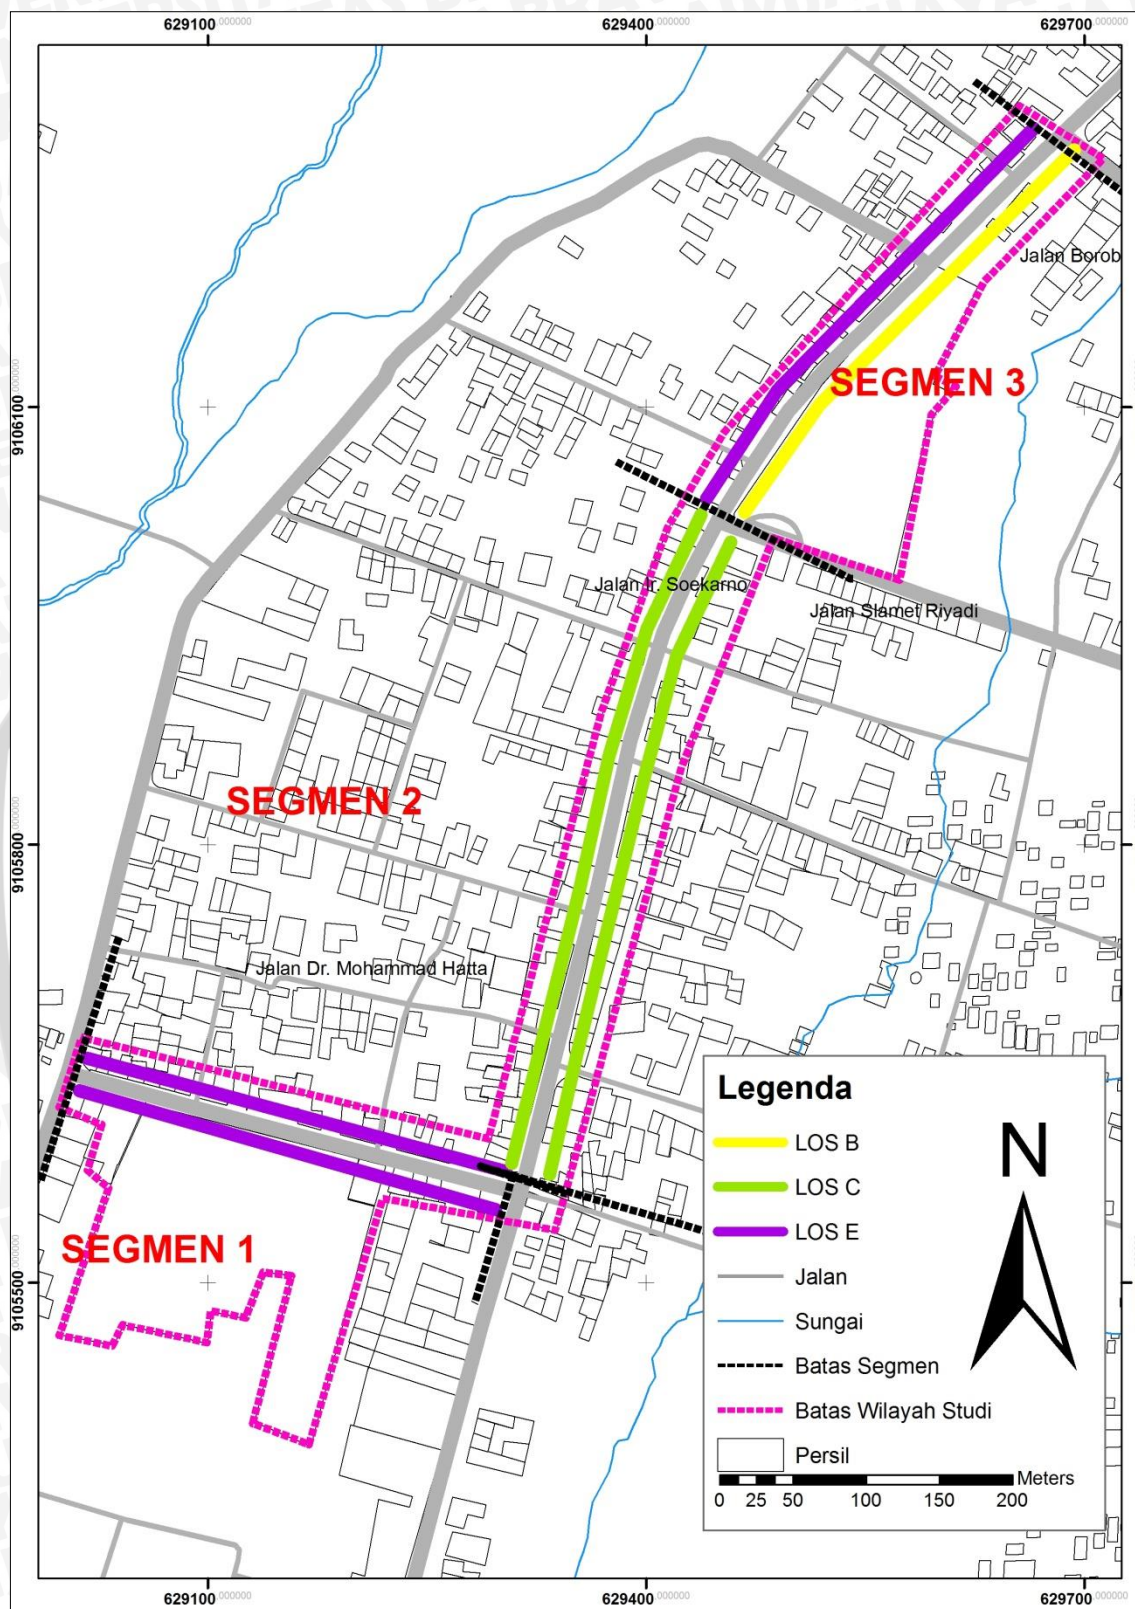 629100.000000
629400.000000
629700.000000
Jalan Borob
SEGMEN 3
9106100.000000
Jalan Ir. Soekarno
Jalan Slamet Riyadi
SEGMEN 2
9105800.000000
Jalan Dr. Mohammad Hatta
SEGMEN 1
9105500.000000
Legenda
LOS B
LOS C
LOS E
Jalan
Sungai
Batas Segmen
Batas Wilayah Studi
Persil
N
Meters
0 25 50 100 150 200
629100.000000
629400.000000
629700.000000